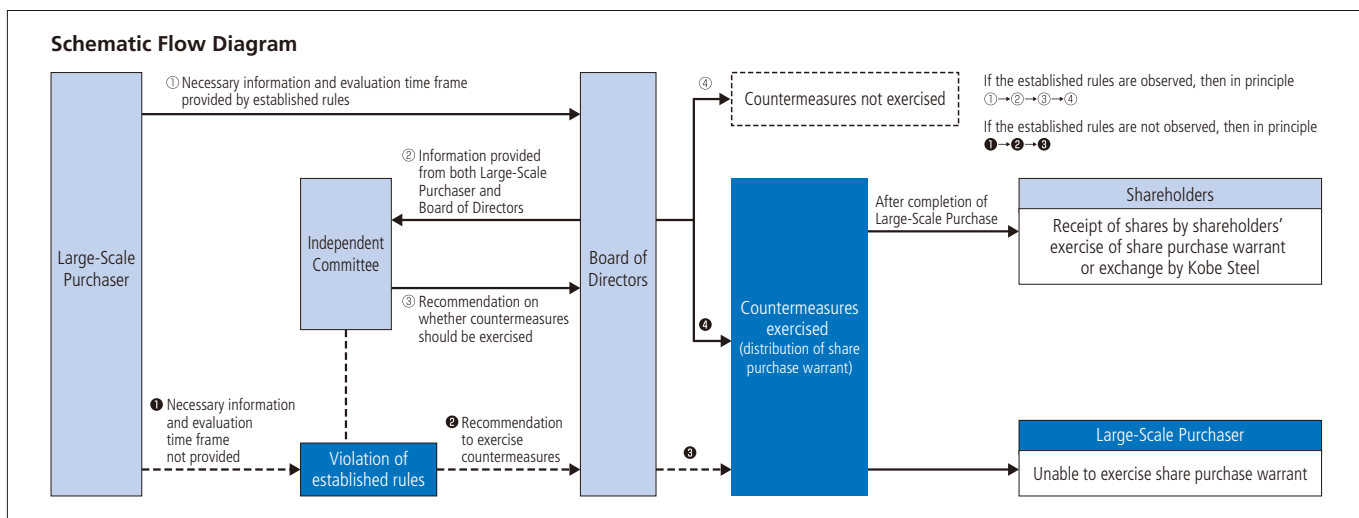 Schematic Flow Diagram
① Necessary information and evaluation time frame
provided by established rules
④
Countermeasures not exercised
If the established rules are observed, then in principle
①→②→③→④
If the established rules are not observed, then in principle
❶→❷→❸
② Information provided
from both Large-Scale
Purchaser and
Board of Directors
Large-Scale
Purchaser
Independent
Committee
Board of
Directors
③ Recommendation on
whether countermeasures
should be exercised
❹
Countermeasures
exercised
(distribution of share
purchase warrant)
After completion of
Large-Scale Purchase
Shareholders
Receipt of shares by shareholders'
exercise of share purchase warrant
or exchange by Kobe Steel
❶ Necessary information
and evaluation
time frame
not provided
Violation of
established rules
❷ Recommendation
to exercise
countermeasures
❸
Large-Scale Purchaser
Unable to exercise share purchase warrant